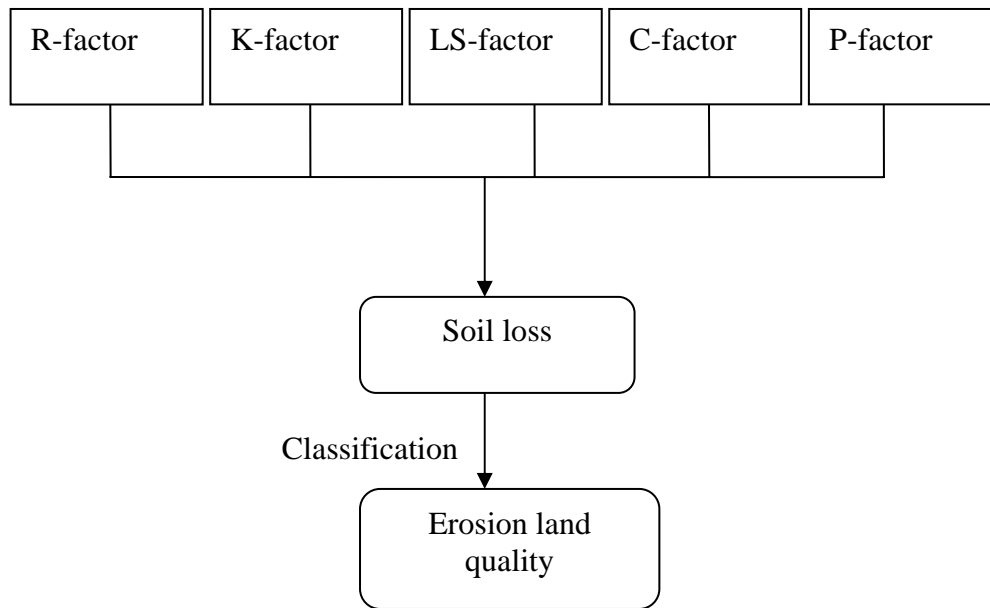 R-factor
K-factor
LS-factor
C-factor
P-factor
Soil loss
Classification
Erosion land
quality